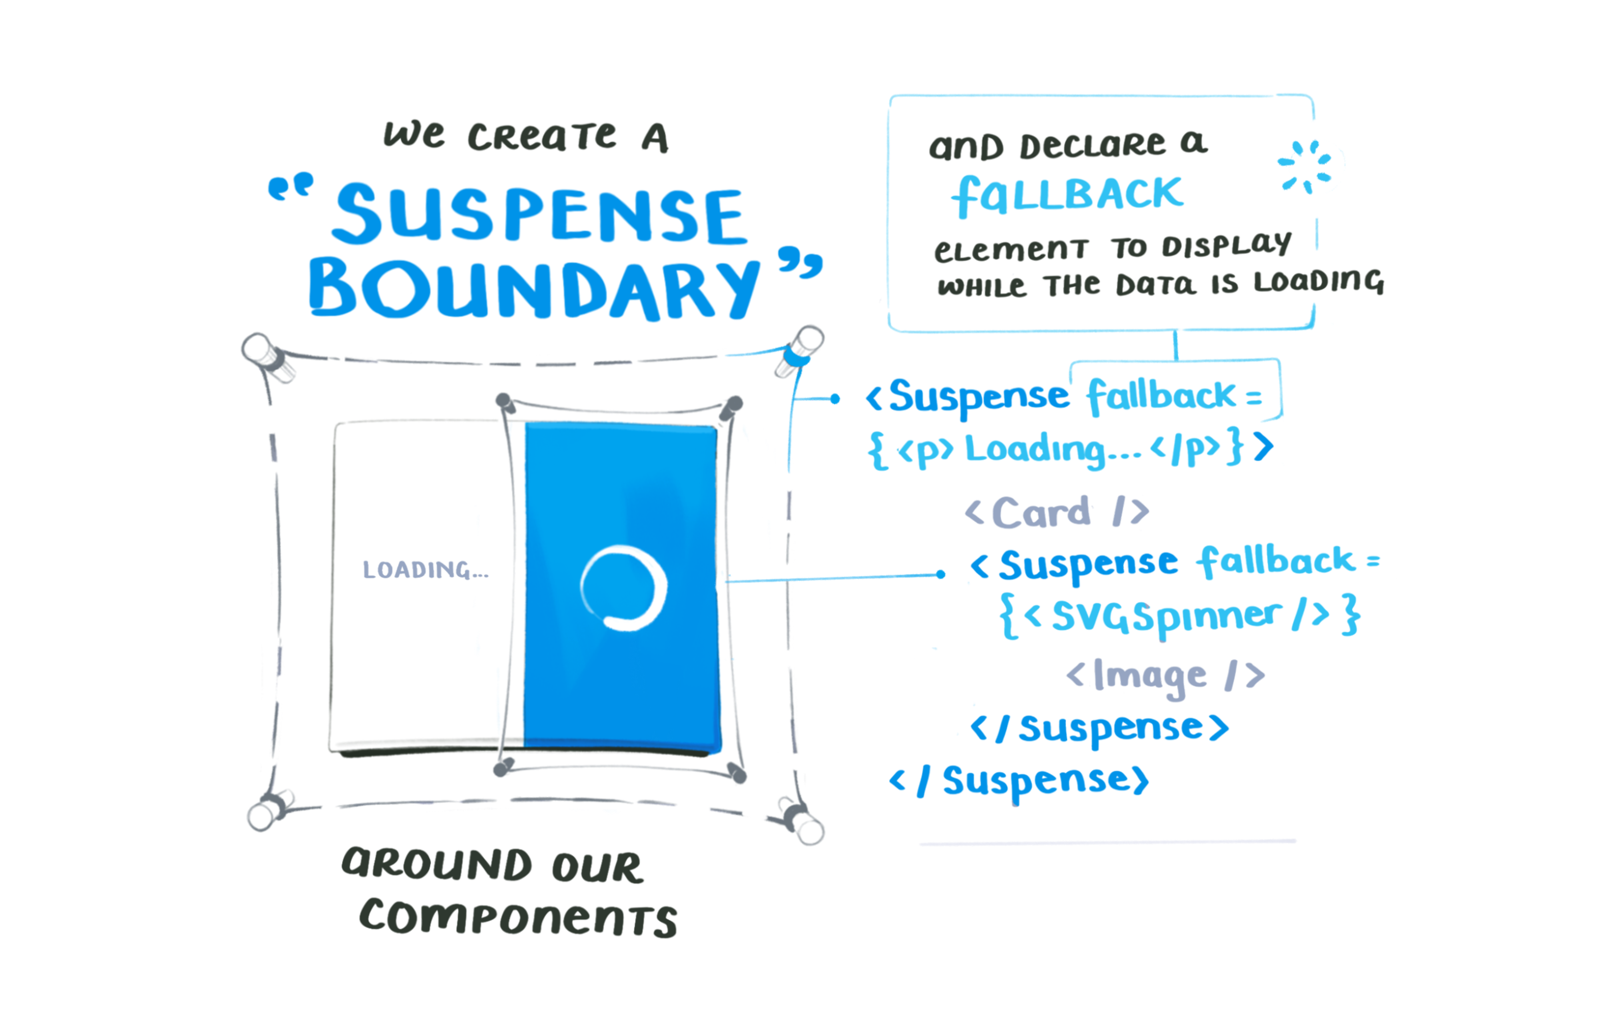 we create a
“SUSPENSE
BOUNDARY”
LOADING...
around our
components
and declare a
fallback
element to display
while the data is loading
<Suspense fallback=
{<p> Loading... </p>}>
<Card />
<Suspense fallback=
{<SVGSpinner />}
<Image />
</Suspense>
</Suspense>